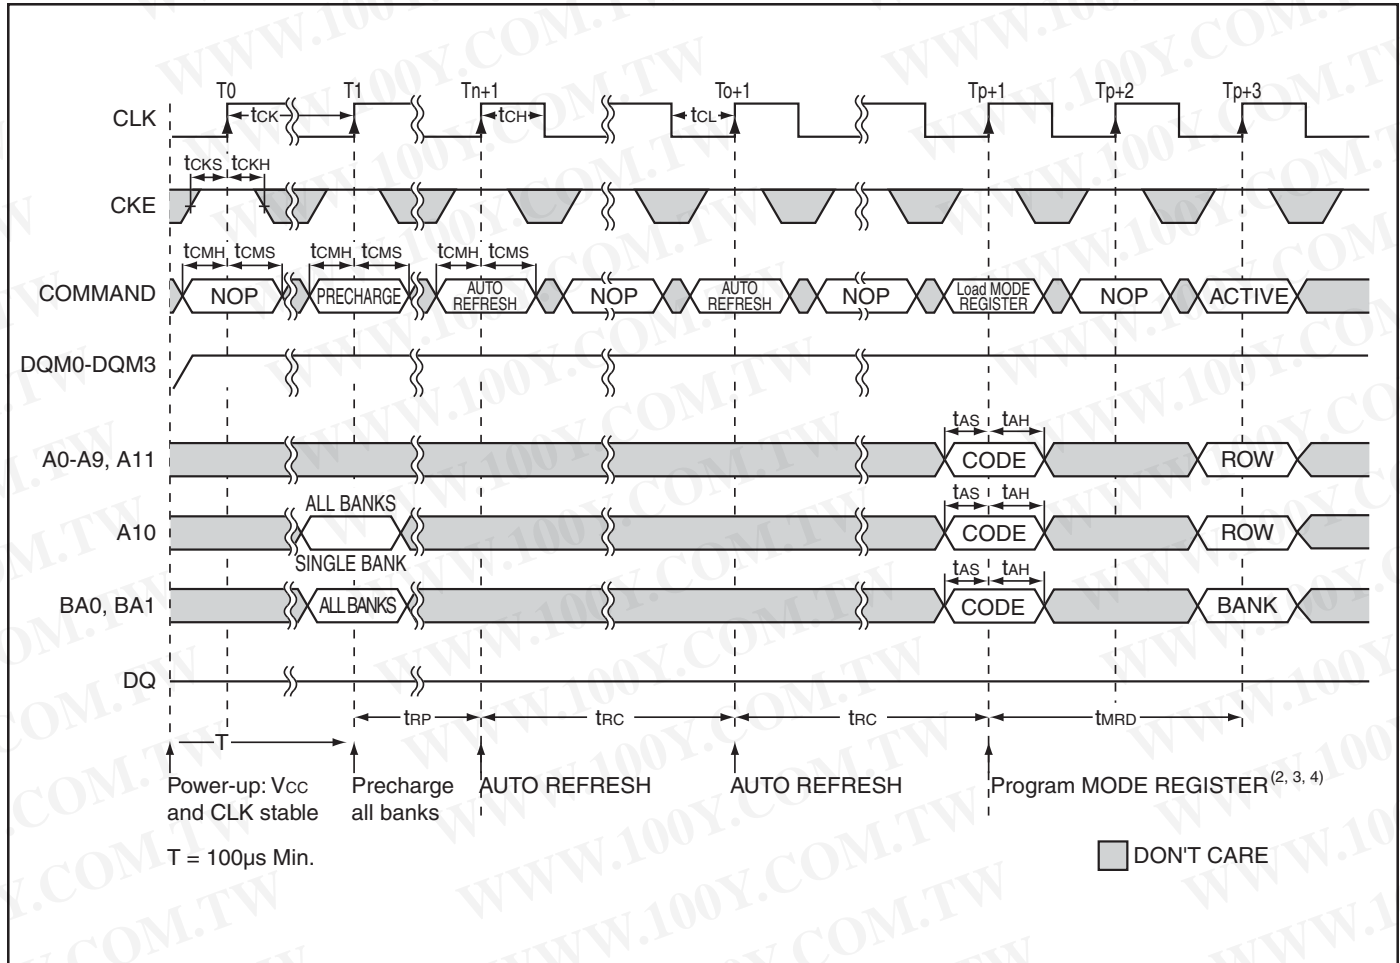 T0 T1 Tn+1 To+1 Tp+1 Tp+2 Tp+3
CLK tCK tCH tCL
tCKS tCKH
CKE
tCMH tCMS tCMH tCMS tCMH tCMS
COMMAND NOP PRECHARGE AUTO REFRESH NOP AUTO REFRESH NOP Load MODE REGISTER NOP ACTIVE
DQM0-DQM3
tAS tAH
A0-A9, A11 CODE ROW
ALL BANKS tAS tAH
A10 CODE ROW
SINGLE BANK tAS tAH
BA0, BA1 ALL BANKS CODE BANK
DQ
tRP tRC tRC tMRD
T
Power-up: VCC Precharge AUTO REFRESH AUTO REFRESH Program MODE REGISTER(2, 3, 4)
and CLK stable all banks
T = 100µs Min. DON'T CARE
WWW.100Y.COM.TW